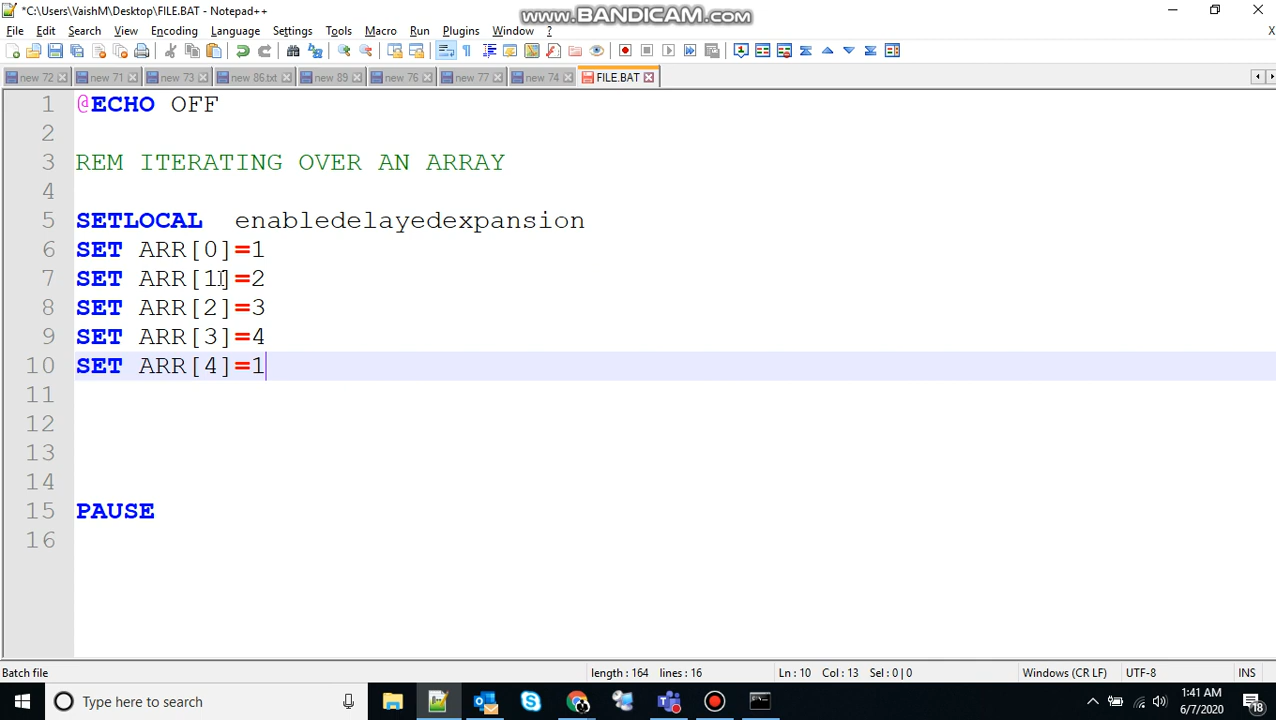 *C:\Users\VaishM\Desktop\FILE.BAT - Notepad++
www.BANDICAM.com
File Edit Search View Encoding Language Settings Tools Macro Run Plugins Window ? X
new 72 new 71 new 73 new 86.txt new 89 new 76 new 77 new 74 FILE.BAT
1 @ECHO OFF
2
3 REM ITERATING OVER AN ARRAY
4
5 SETLOCAL  enabledelayedexpansion
6 SET ARR[0]=1
7 SET ARR[1]=2
8 SET ARR[2]=3
9 SET ARR[3]=4
10 SET ARR[4]=1
11
12
13
14
15 PAUSE
16
Batch file length : 164 lines : 16 Ln : 10 Col : 13 Sel : 0 | 0 Windows (CR LF) UTF-8 INS
Type here to search
1:41 AM
6/7/2020
18